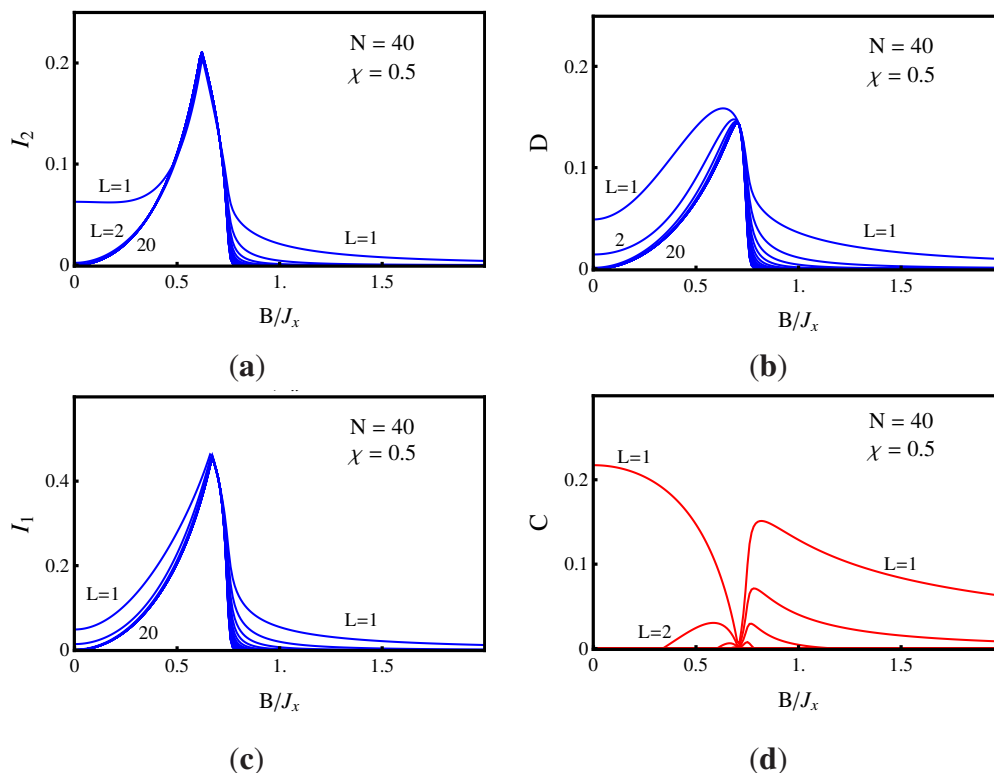 N = 40
χ = 0.5
I₂
0.2
0.1
0
L=1
L=2
20
L=1
0
0.5
1.
1.5
B/Jₓ
(a)
N = 40
χ = 0.5
D
0.2
0.1
0
L=1
2
20
L=1
0
0.5
1.
1.5
B/Jₓ
(b)
N = 40
χ = 0.5
I₁
0.4
0.2
0
L=1
20
L=1
0
0.5
1.
1.5
B/Jₓ
(c)
N = 40
χ = 0.5
C
0.2
0.1
0
L=1
L=2
L=1
0
0.5
1.
1.5
B/Jₓ
(d)